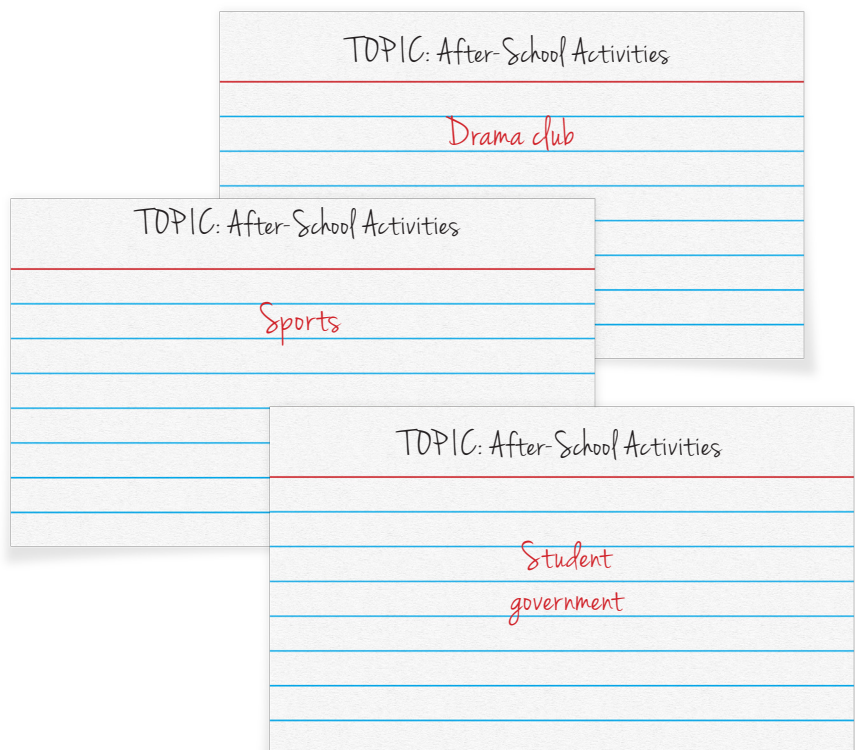 TOPIC: After-School Activities
Drama club
TOPIC: After-School Activities
Sports
TOPIC: After-School Activities
Student
government